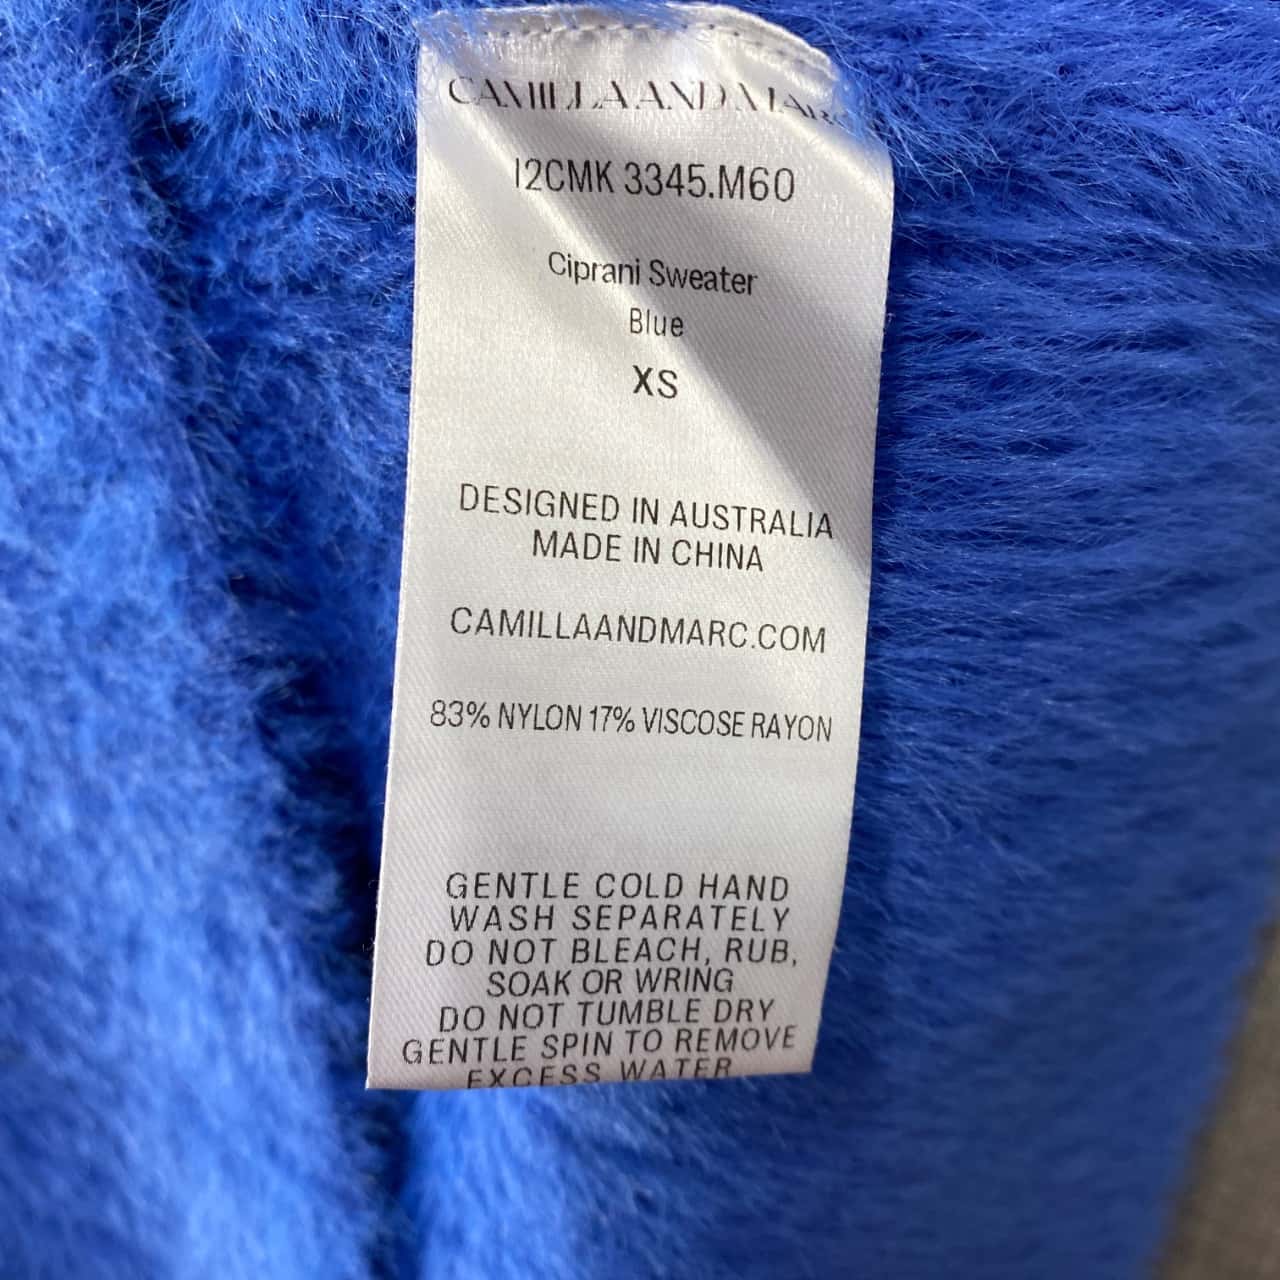 CAMILLA AND MARC
I2CMK 3345.M60
Ciprani Sweater
Blue
XS
DESIGNED IN AUSTRALIA
MADE IN CHINA
CAMILLAANDMARC.COM
83% NYLON 17% VISCOSE RAYON
GENTLE COLD HAND
WASH SEPARATELY
DO NOT BLEACH, RUB,
SOAK OR WRING
DO NOT TUMBLE DRY
GENTLE SPIN TO REMOVE
EXCESS WATER